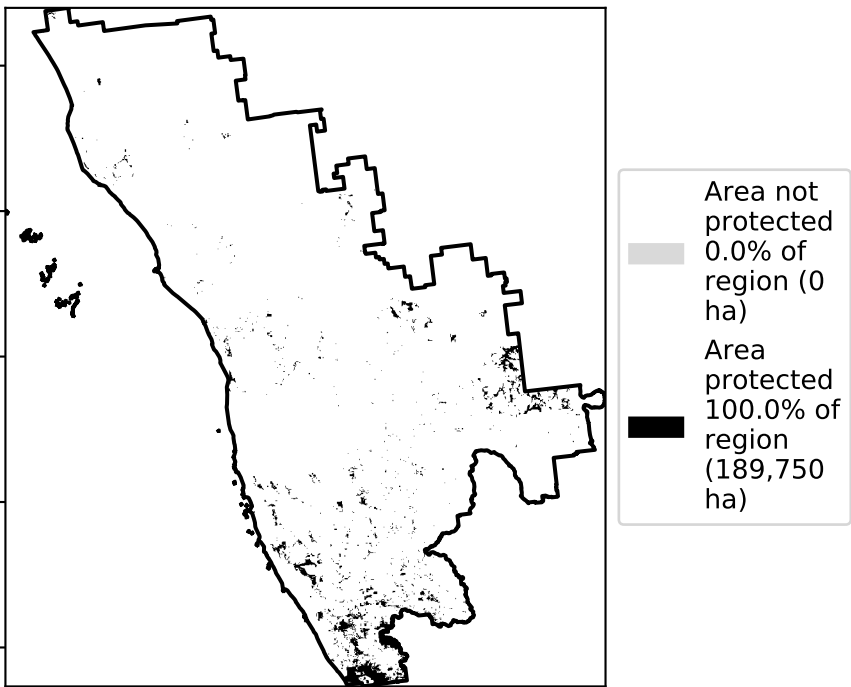 Area not
protected
0.0% of
region (0
ha)
Area
protected
100.0% of
region
(189,750
ha)